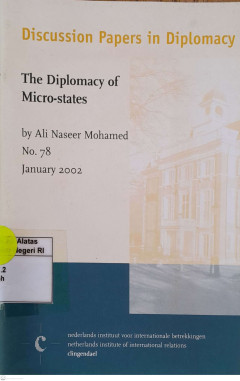 Discussion Papers in Diplomacy
The Diplomacy of
Micro-states
by Ali Naseer Mohamed
No. 78
January 2002
Alatas
egeri RI
.2
h
nederlands instituut voor internationale betrekkingen
netherlands institute of international relations
clingendael
c